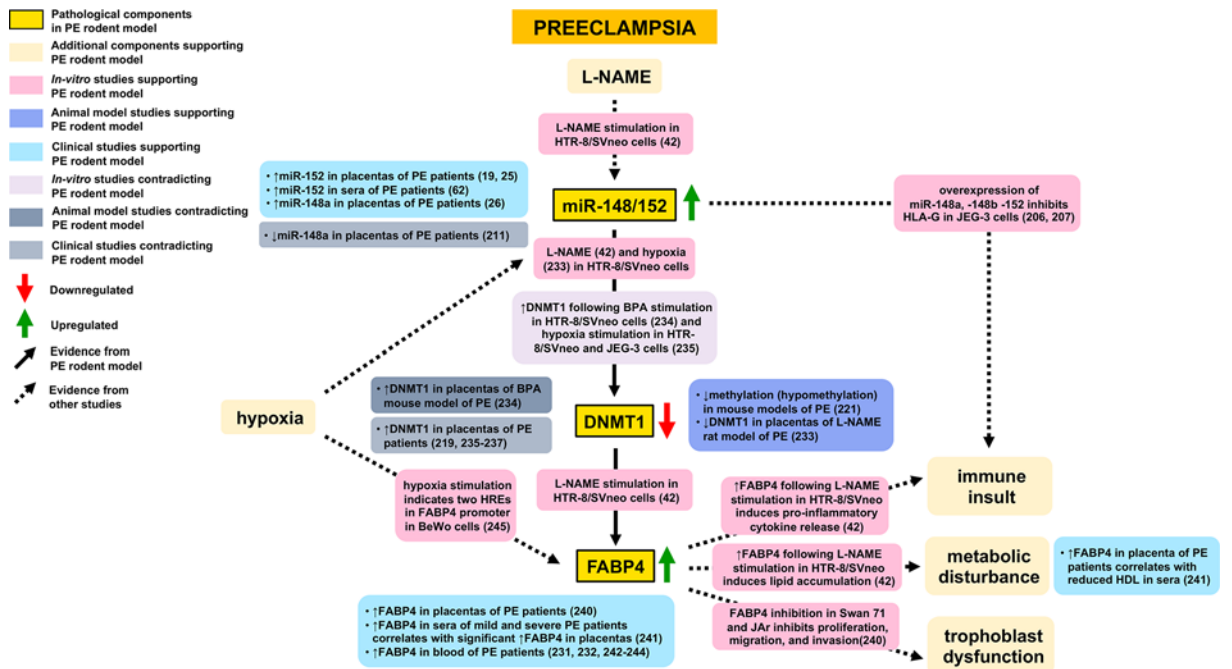 Pathological components
in PE rodent model
Additional components supporting
PE rodent model
In-vitro studies supporting
PE rodent model
Animal model studies supporting
PE rodent model
Clinical studies supporting
PE rodent model
In-vitro studies contradicting
PE rodent model
Animal model studies contradicting
PE rodent model
Clinical studies contradicting
PE rodent model
Downregulated
Upregulated
Evidence from
PE rodent model
Evidence from
other studies
PREECLAMPSIA
L-NAME
L-NAME stimulation in
HTR-8/SVneo cells (42)
• ↑miR-152 in placentas of PE patients (19, 25)
• ↑miR-152 in sera of PE patients (62)
• ↑miR-148a in placentas of PE patients (26)
• ↓miR-148a in placentas of PE patients (211)
miR-148/152
overexpression of
miR-148a, -148b -152 inhibits
HLA-G in JEG-3 cells (206, 207)
L-NAME (42) and hypoxia
(233) in HTR-8/SVneo cells
↑DNMT1 following BPA stimulation
in HTR-8/SVneo cells (234) and
hypoxia stimulation in HTR-
8/SVneo and JEG-3 cells (235)
hypoxia
• ↑DNMT1 in placentas of BPA
mouse model of PE (234)
• ↑DNMT1 in placentas of PE
patients (219, 235-237)
DNMT1
• ↓methylation (hypomethylation)
in mouse models of PE (221)
• ↓DNMT1 in placentas of L-NAME
rat model of PE (233)
hypoxia stimulation
indicates two HREs
in FABP4 promoter
in BeWo cells (245)
L-NAME stimulation in
HTR-8/SVneo cells (42)
↑FABP4 following L-NAME
stimulation in HTR-8/SVneo
induces pro-inflammatory
cytokine release (42)
immune
insult
FABP4
↑FABP4 following L-NAME
stimulation in HTR-8/SVneo
induces lipid accumulation (42)
metabolic
disturbance
• ↑FABP4 in placenta of PE
patients correlates with
reduced HDL in sera (241)
• ↑FABP4 in placentas of PE patients (240)
• ↑FABP4 in sera of mild and severe PE patients
correlates with significant ↑FABP4 in placentas (241)
• ↑FABP4 in blood of PE patients (231, 232, 242-244)
FABP4 inhibition in Swan 71
and JAr inhibits proliferation,
migration, and invasion(240)
trophoblast
dysfunction